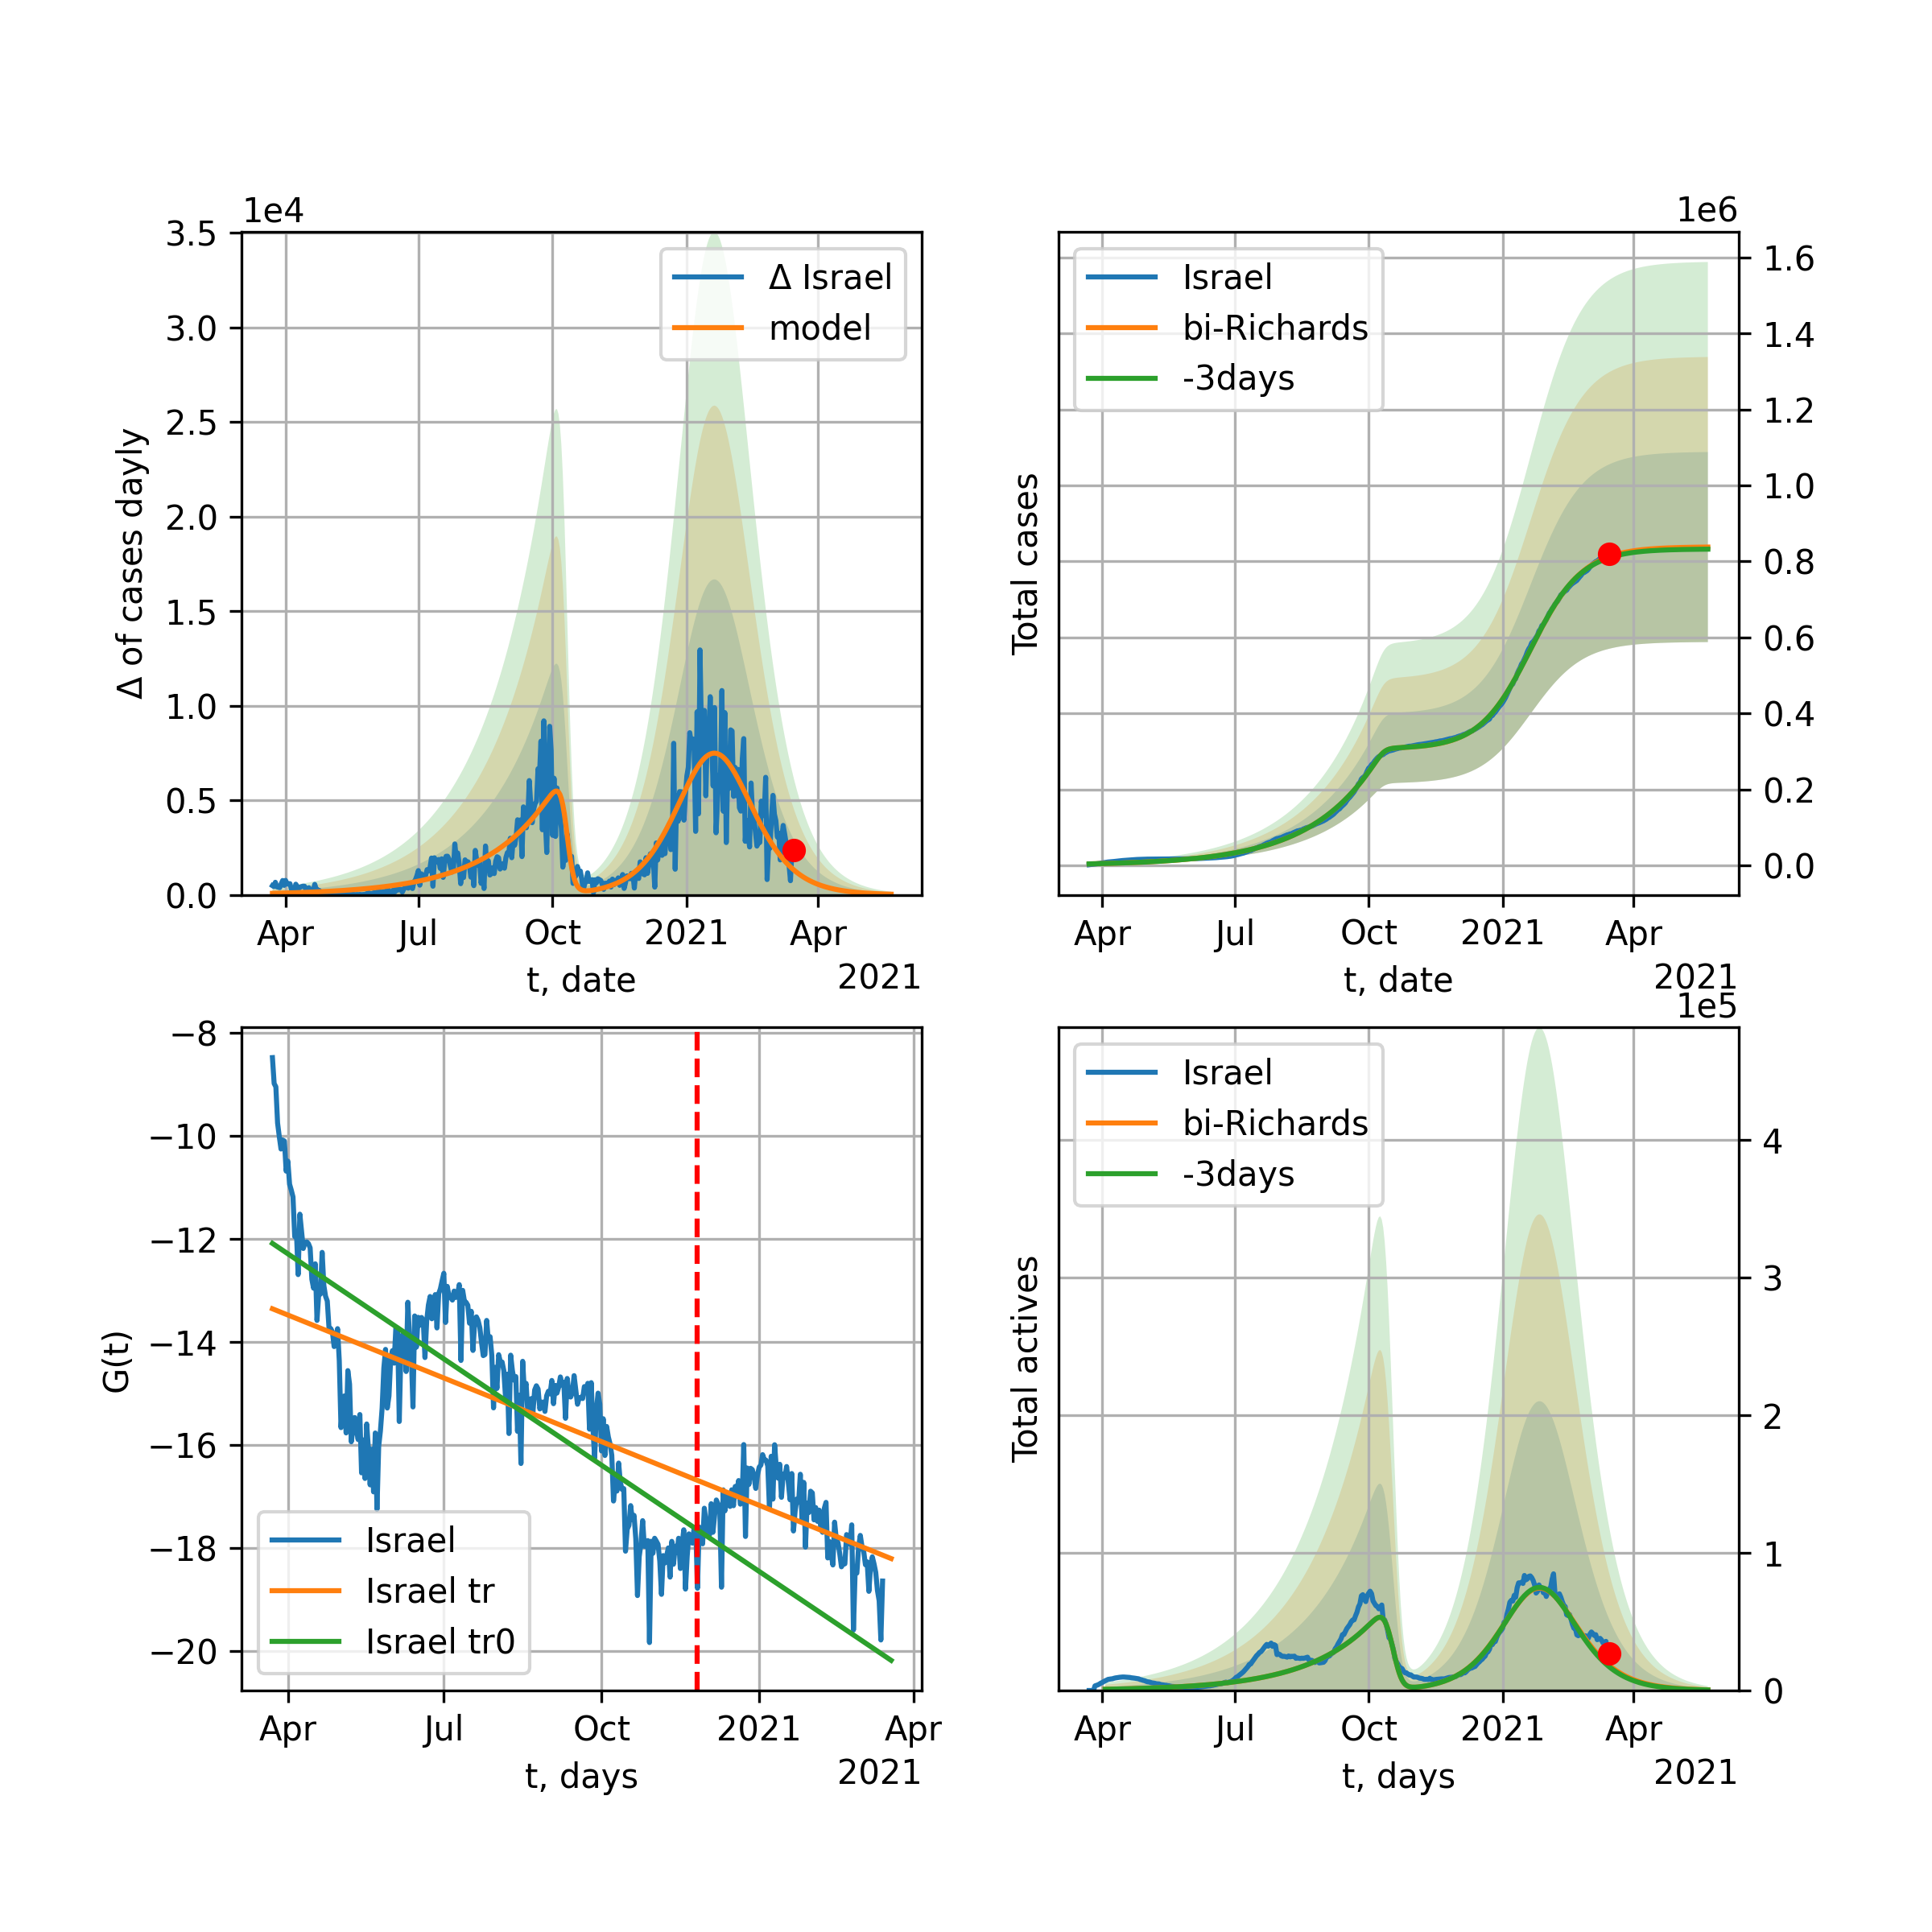 1e4
3.5
3.0
2.5
2.0
1.5
1.0
0.5
0.0
Δ of cases dayly
Δ Israel
model
Apr Jul Oct 2021 Apr
t, date
2021
1e6
Total cases
Israel
bi-Richards
-3days
1.6
1.4
1.2
1.0
0.8
0.6
0.4
0.2
0.0
Apr Jul Oct 2021 Apr
t, date
2021
−8
−10
−12
−14
−16
−18
−20
G(t)
Israel
Israel tr
Israel tr0
Apr Jul Oct 2021 Apr
t, days
2021
1e5
Total actives
Israel
bi-Richards
-3days
4
3
2
1
0
Apr Jul Oct 2021 Apr
t, days
2021